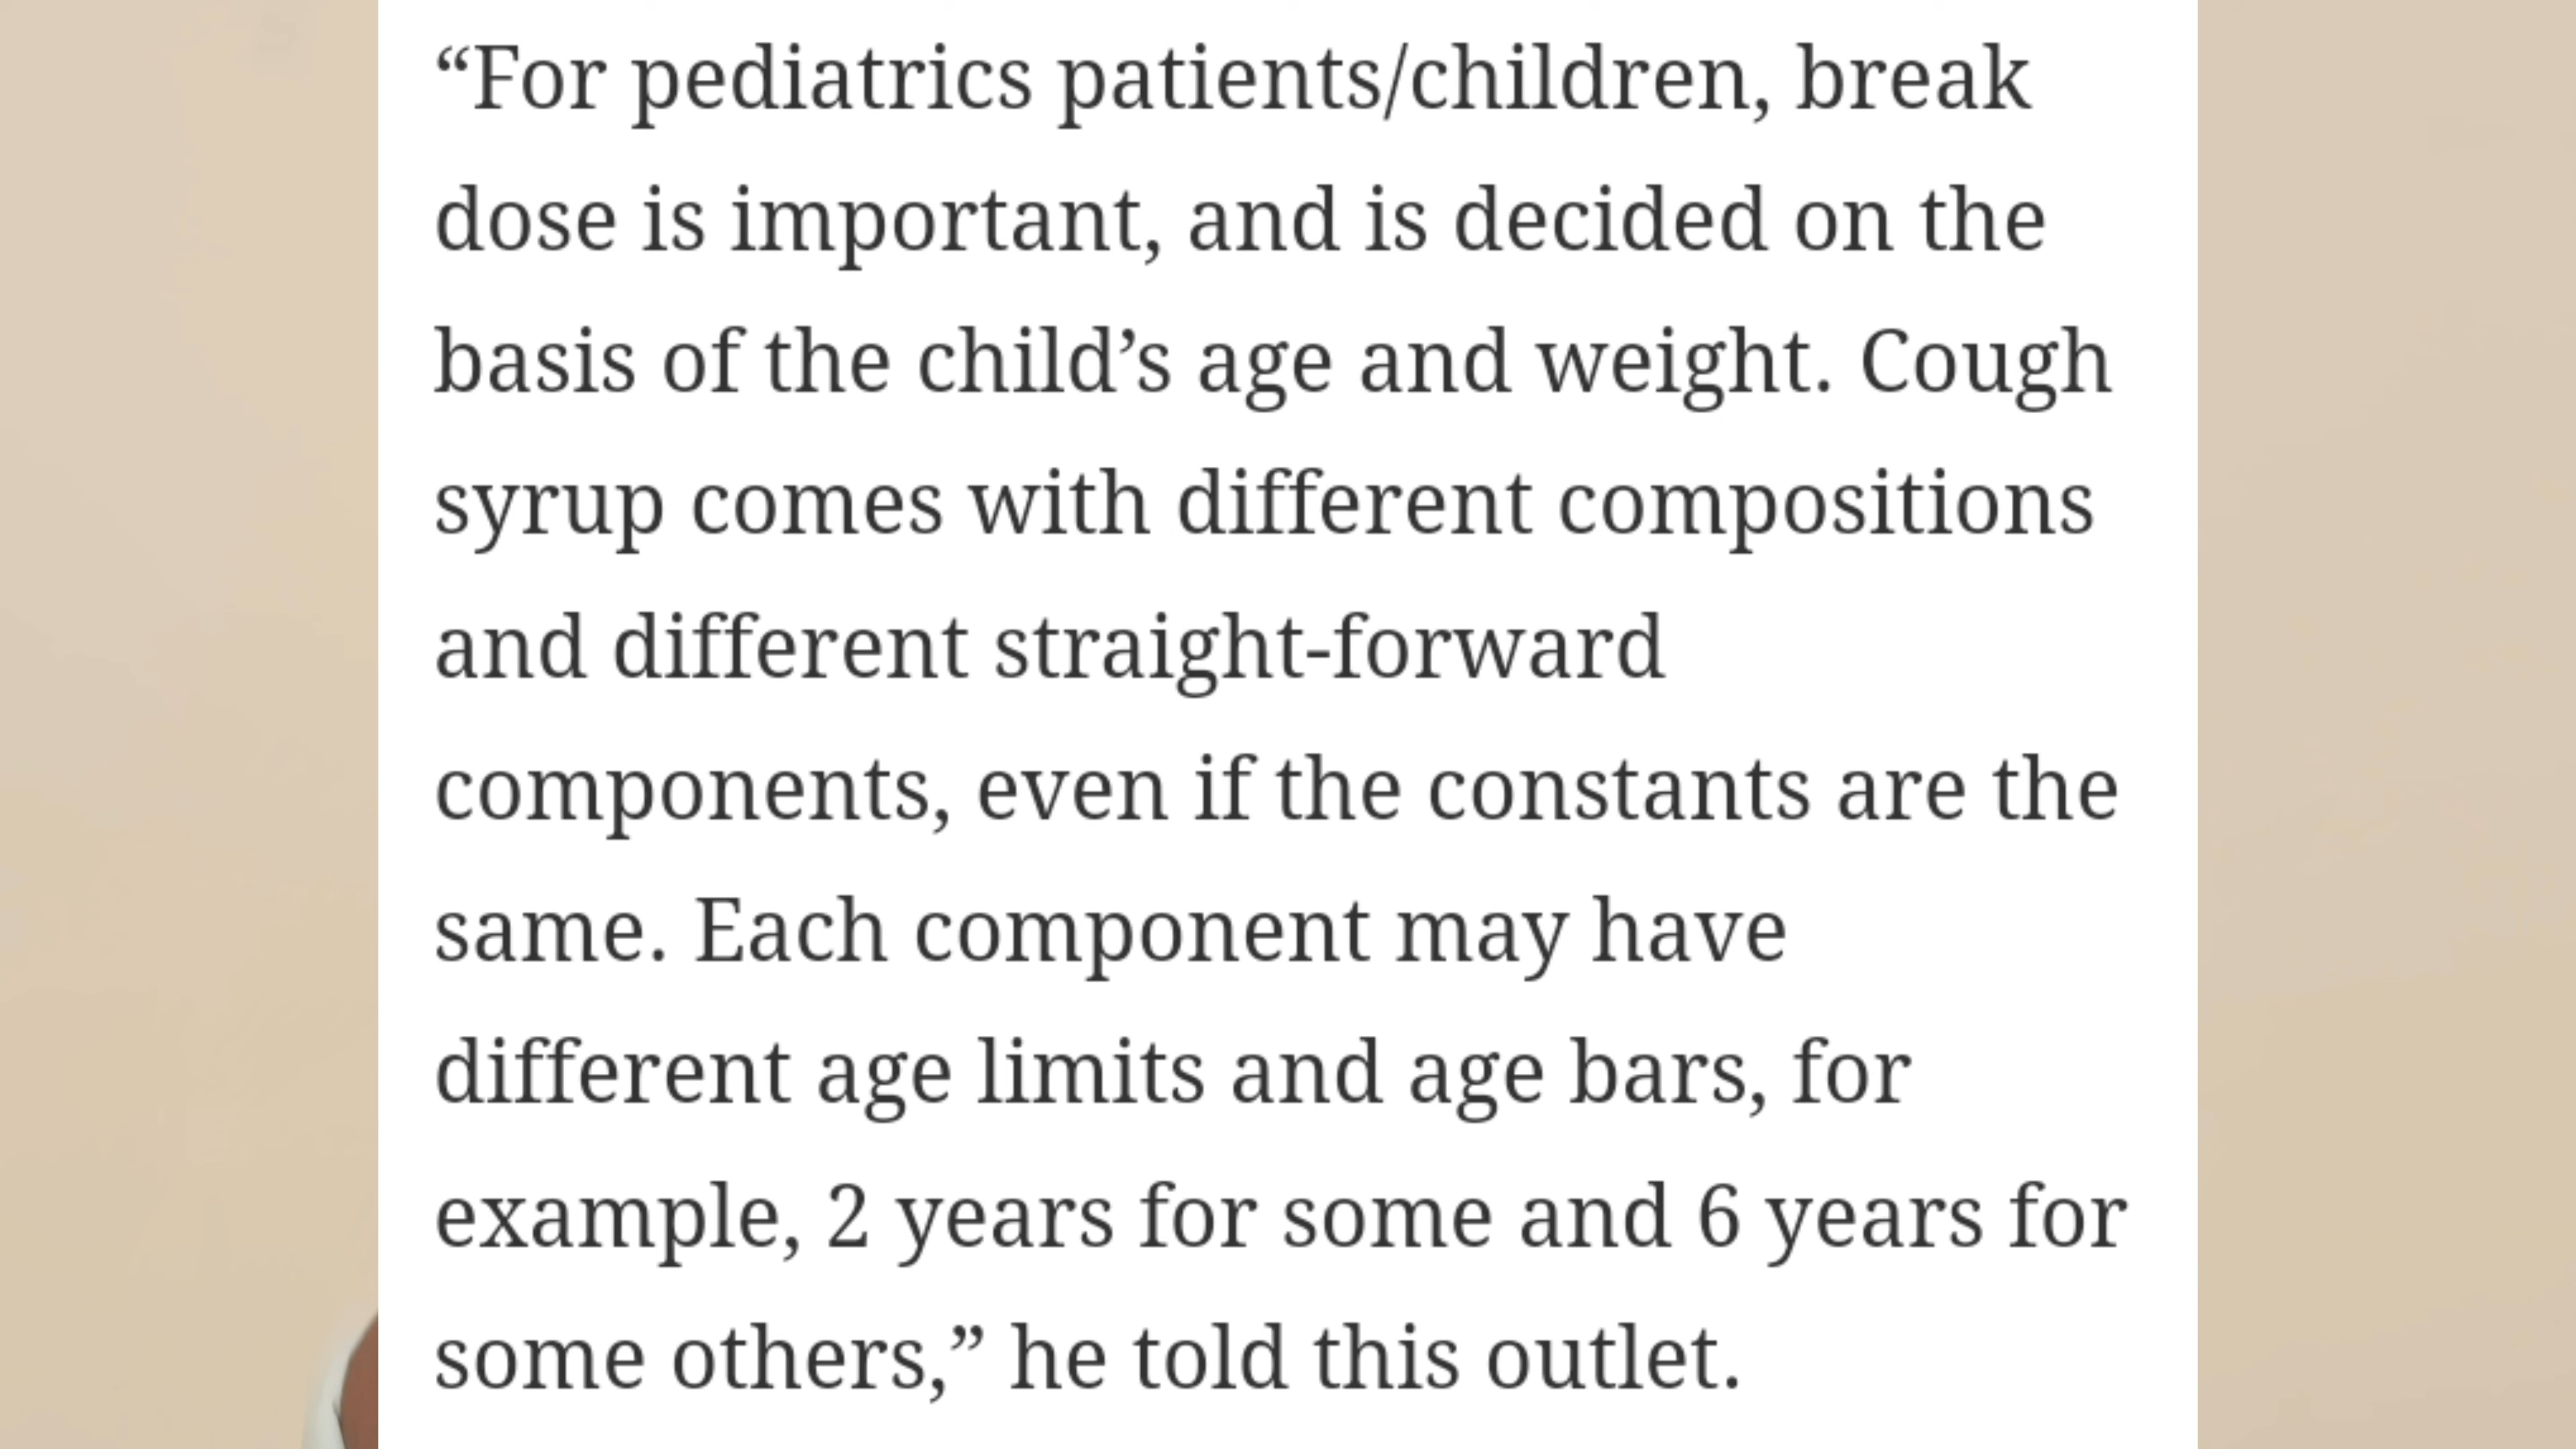 “For pediatrics patients/children, break
dose is important, and is decided on the
basis of the child’s age and weight. Cough
syrup comes with different compositions
and different straight-forward
components, even if the constants are the
same. Each component may have
different age limits and age bars, for
example, 2 years for some and 6 years for
some others,” he told this outlet.